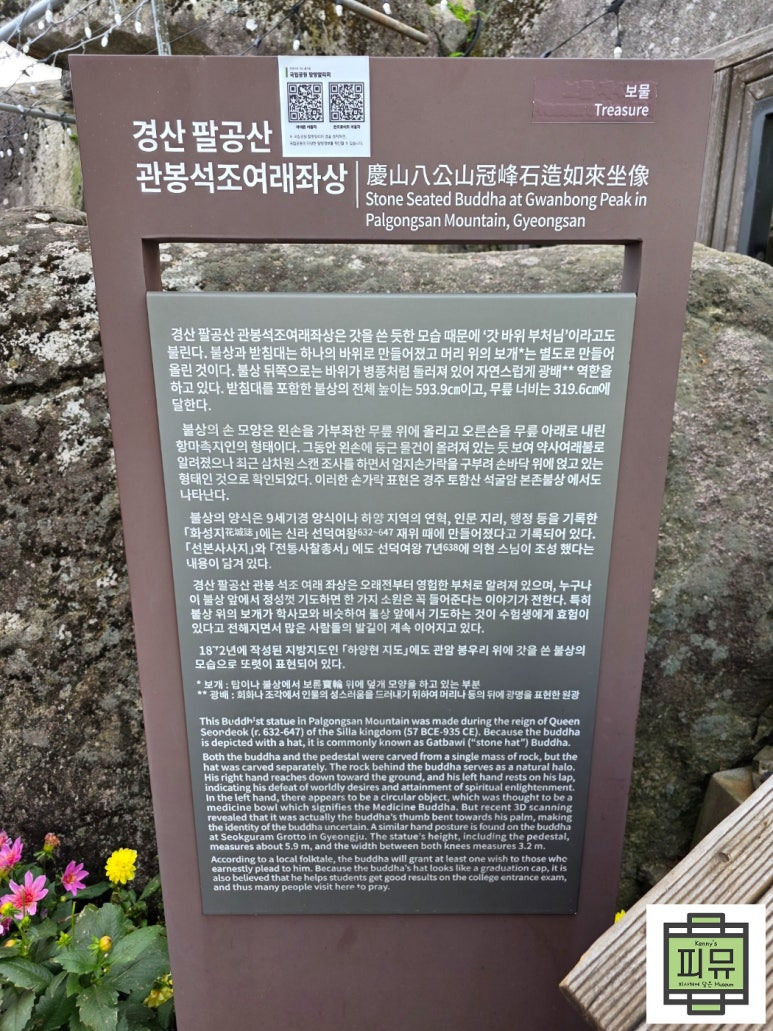 국립공원 탐방알리미
아이폰 사용자 안드로이드 사용자
보물
Treasure
경산 팔공산
관봉석조여래좌상
慶山八公山冠峰石造如來坐像
Stone Seated Buddha at Gwanbong Peak in
Palgongsan Mountain, Gyeongsan
경산 팔공산 관봉석조여래좌상은 갓을 쓴 듯한 모습 때문에 ‘갓 바위 부처님’이라고도
불린다. 불상과 받침대는 하나의 바위로 만들어졌고 머리 위의 보개*는 별도로 만들어
올린 것이다. 불상 뒤쪽으로는 바위가 병풍처럼 둘러져 있어 자연스럽게 광배** 역할을
하고 있다. 받침대를 포함한 불상의 전체 높이는 593.9㎝이고, 무릎 너비는 319.6㎝에
달한다.
불상의 손 모양은 왼손을 가부좌한 무릎 위에 올리고 오른손을 무릎 아래로 내린
항마촉지인의 형태이다. 그동안 왼손에 둥근 물건이 올려져 있는 듯 보여 약사여래불로
알려졌으나 최근 삼차원 스캔 조사를 하면서 엄지손가락을 구부려 손바닥 위에 얹고 있는
형태인 것으로 확인되었다. 이러한 손가락 표현은 경주 토함산 석굴암 본존불상 에서도
나타난다.
불상의 양식은 9세기경 양식이나 하양 지역의 연혁, 인문 지리, 행정 등을 기록한
「화성지花城誌」에는 신라 선덕여왕632~647 재위 때에 만들어졌다고 기록되어 있다.
「선본사사지」와 「전통사찰총서」 에도 선덕여왕 7년638에 의현 스님이 조성 했다는
내용이 담겨 있다.
경산 팔공산 관봉 석조 여래 좌상은 오래전부터 영험한 부처로 알려져 있으며, 누구나
이 불상 앞에서 정성껏 기도하면 한 가지 소원은 꼭 들어준다는 이야기가 전한다. 특히
불상 위의 보개가 학사모와 비슷하여 불상 앞에서 기도하는 것이 수험생에게 효험이
있다고 전해지면서 많은 사람들의 발길이 계속 이어지고 있다.
1872년에 작성된 지방지도인 「하양현 지도」에도 관암 봉우리 위에 갓을 쓴 불상의
모습으로 또렷이 표현되어 있다.
* 보개 : 탑이나 불상에서 보륜寶輪 위에 덮개 모양을 하고 있는 부분
** 광배 : 회화나 조각에서 인물의 성스러움을 드러내기 위하여 머리나 등의 뒤에 광명을 표현한 원광
This Buddhist statue in Palgongsan Mountain was made during the reign of Queen
Seondeok (r. 632-647) of the Silla kingdom (57 BCE-935 CE). Because the buddha
is depicted with a hat, it is commonly known as Gatbawi (“stone hat”) Buddha.
Both the buddha and the pedestal were carved from a single mass of rock, but the
hat was carved separately. The rock behind the buddha serves as a natural halo.
His right hand reaches down toward the ground, and his left hand rests on his lap,
indicating his defeat of worldly desires and attainment of spiritual enlightenment.
In the left hand, there appears to be a circular object, which was thought to be a
medicine bowl which signifies the Medicine Buddha. But recent 3D scanning
revealed that it was actually the buddha's thumb bent towards his palm, making
the identity of the buddha uncertain. A similar hand posture is found on the buddha
at Seokguram Grotto in Gyeongju. The statue's height, including the pedestal,
measures about 5.9 m, and the width between both knees measures 3.2 m.
According to a local folktale, the buddha will grant at least one wish to those who
earnestly plead to him. Because the buddha's hat looks like a graduation cap, it is
also believed that he helps students get good results on the college entrance exam,
and thus many people visit here to pray.
Kenny's
피뮤
피사체에 담은 Museum